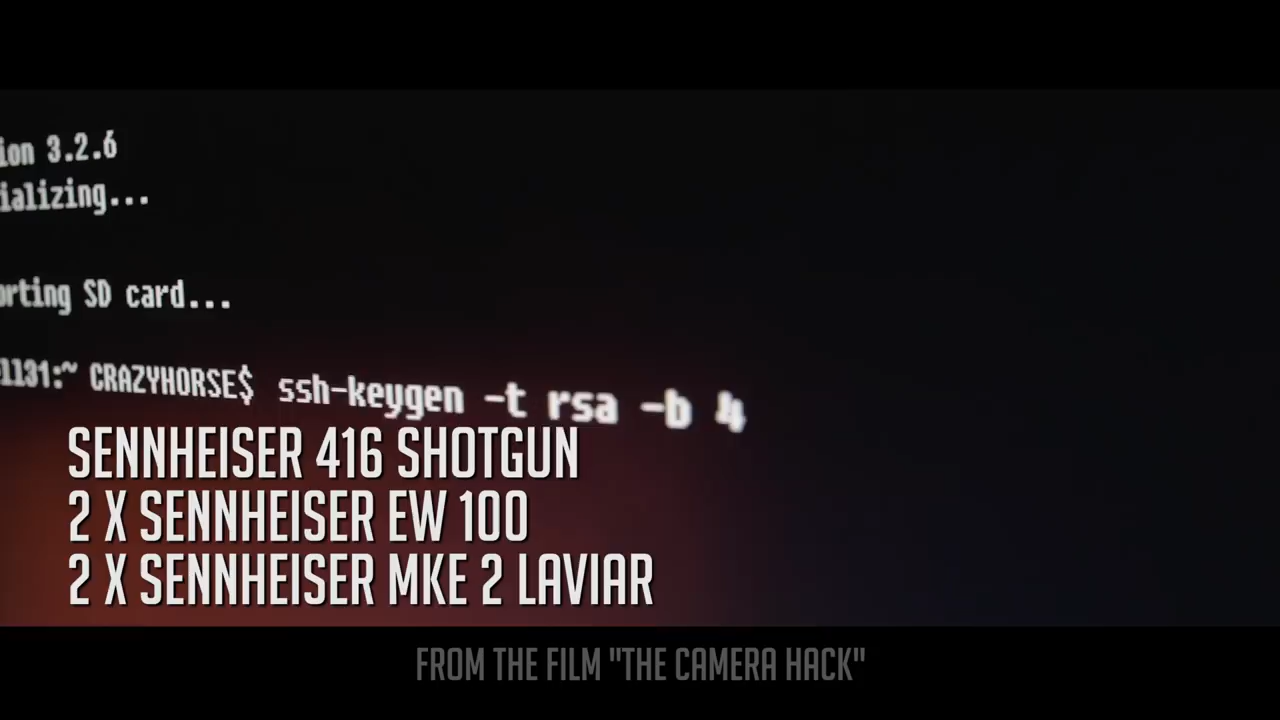 ion 3.2.6
ializing...
orting SD card...
ll31:~ CRAZYHORSE$ ssh-keygen -t rsa -b 4
SENNHEISER 416 SHOTGUN
2 X SENNHEISER EW 100
2 X SENNHEISER MKE 2 LAVIAR
FROM THE FILM "THE CAMERA HACK"